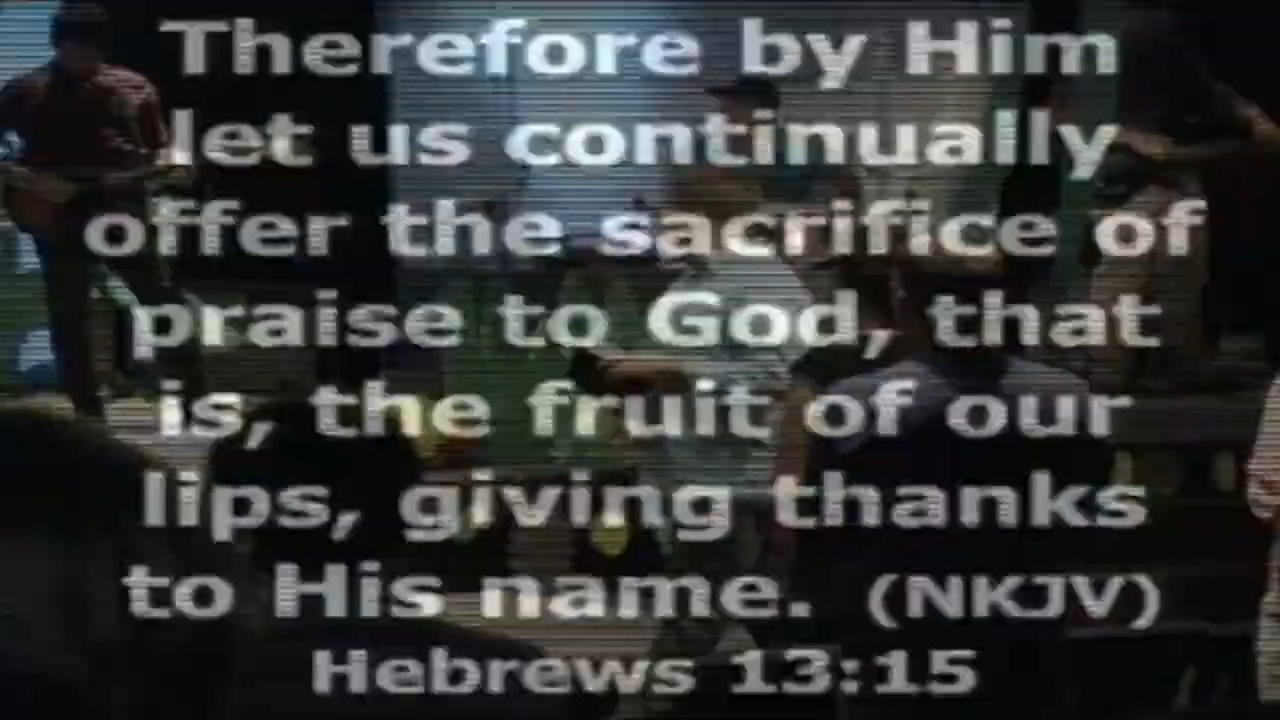 Therefore by Him
let us continually
offer the sacrifice of
praise to God, that
is, the fruit of our
lips, giving thanks
to His name. (NKJV)
Hebrews 13:15